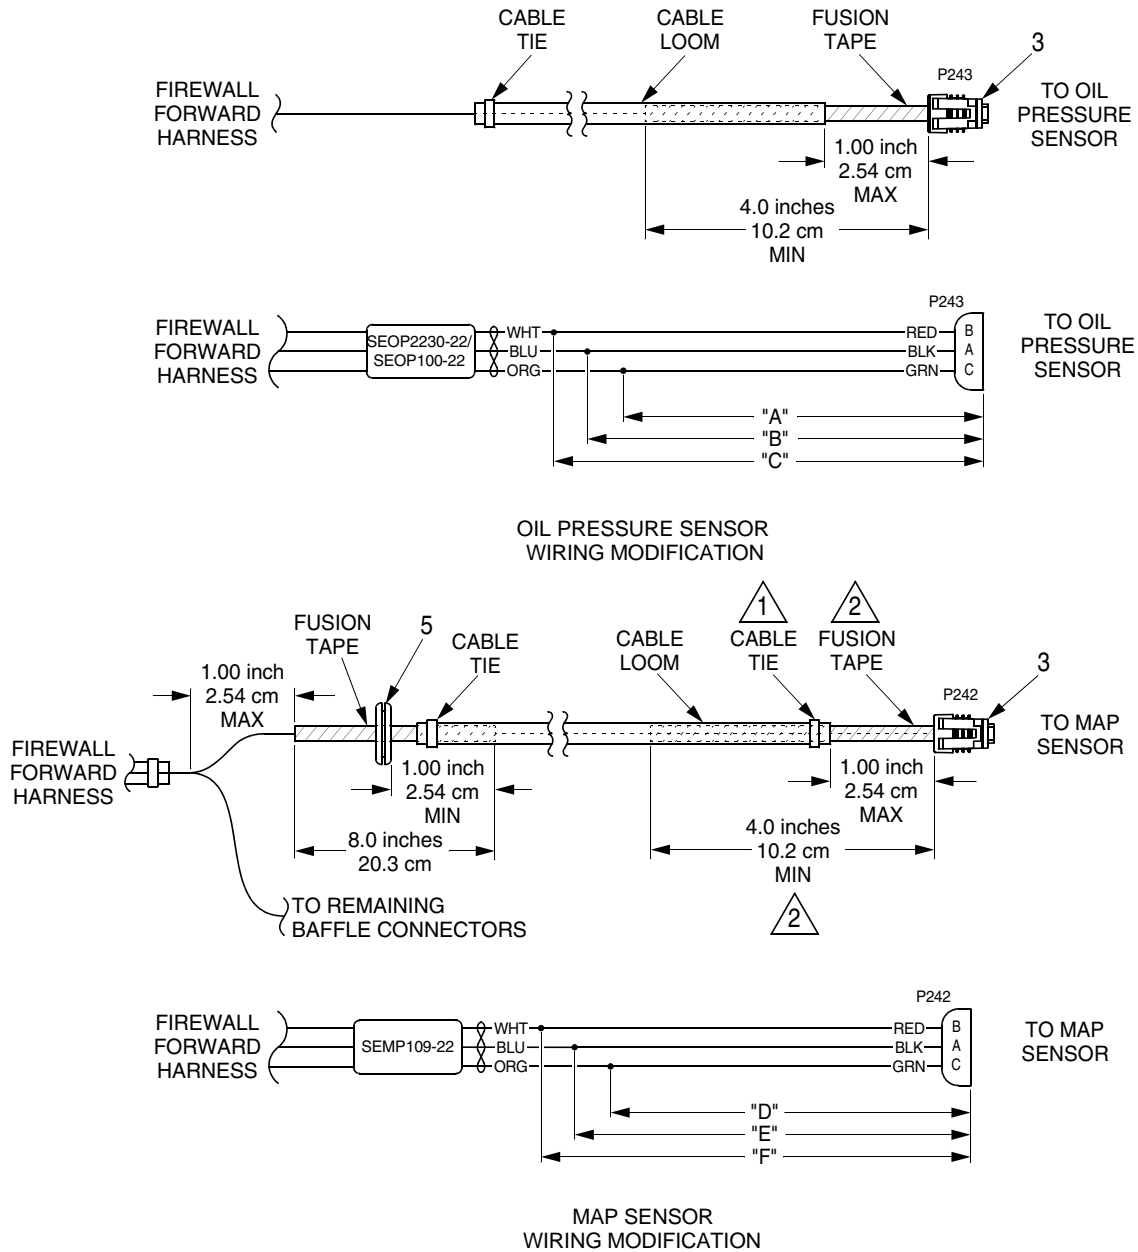 CABLE
TIE
CABLE
LOOM
FUSION
TAPE
3
P243
FIREWALL
FORWARD
HARNESS
TO OIL
PRESSURE
SENSOR
1.00 inch
2.54 cm
MAX
4.0 inches
10.2 cm
MIN
P243
FIREWALL
FORWARD
HARNESS
SEOP2230-22/
SEOP100-22
WHT
BLU
ORG
RED B
BLK A
GRN C
TO OIL
PRESSURE
SENSOR
"A"
"B"
"C"
OIL PRESSURE SENSOR
WIRING MODIFICATION
FUSION
TAPE
5
CABLE
TIE
CABLE
LOOM
1
CABLE
TIE
2
FUSION
TAPE
3
1.00 inch
2.54 cm
MAX
P242
TO MAP
SENSOR
FIREWALL
FORWARD
HARNESS
1.00 inch
2.54 cm
MIN
8.0 inches
20.3 cm
1.00 inch
2.54 cm
MAX
4.0 inches
10.2 cm
MIN
2
TO REMAINING
BAFFLE CONNECTORS
P242
FIREWALL
FORWARD
HARNESS
SEMP109-22
WHT
BLU
ORG
RED B
BLK A
GRN C
TO MAP
SENSOR
"D"
"E"
"F"
MAP SENSOR
WIRING MODIFICATION